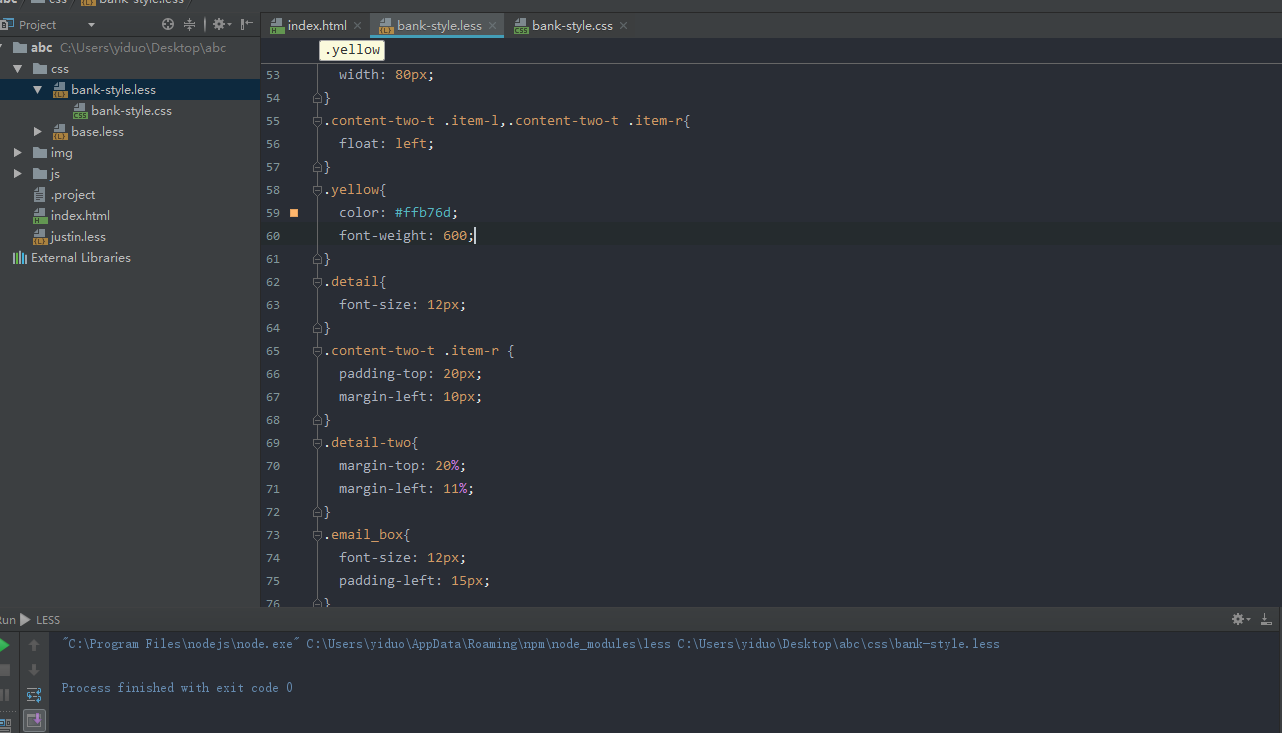 css bank-style.less
Project
index.html
bank-style.less
bank-style.css
abc C:\Users\yiduo\Desktop\abc
css
bank-style.less
bank-style.css
base.less
img
js
.project
index.html
justin.less
External Libraries
.yellow
53 width: 80px;
54 }
55 .content-two-t .item-l,.content-two-t .item-r{
56 float: left;
57 }
58 .yellow{
59 color: #ffb76d;
60 font-weight: 600;
61 }
62 .detail{
63 font-size: 12px;
64 }
65 .content-two-t .item-r {
66 padding-top: 20px;
67 margin-left: 10px;
68 }
69 .detail-two{
70 margin-top: 20%;
71 margin-left: 11%;
72 }
73 .email_box{
74 font-size: 12px;
75 padding-left: 15px;
76 }
un LESS
"C:\Program Files\nodejs\node.exe" C:\Users\yiduo\AppData\Roaming\npm\node_modules\less C:\Users\yiduo\Desktop\abc\css\bank-style.less
Process finished with exit code 0